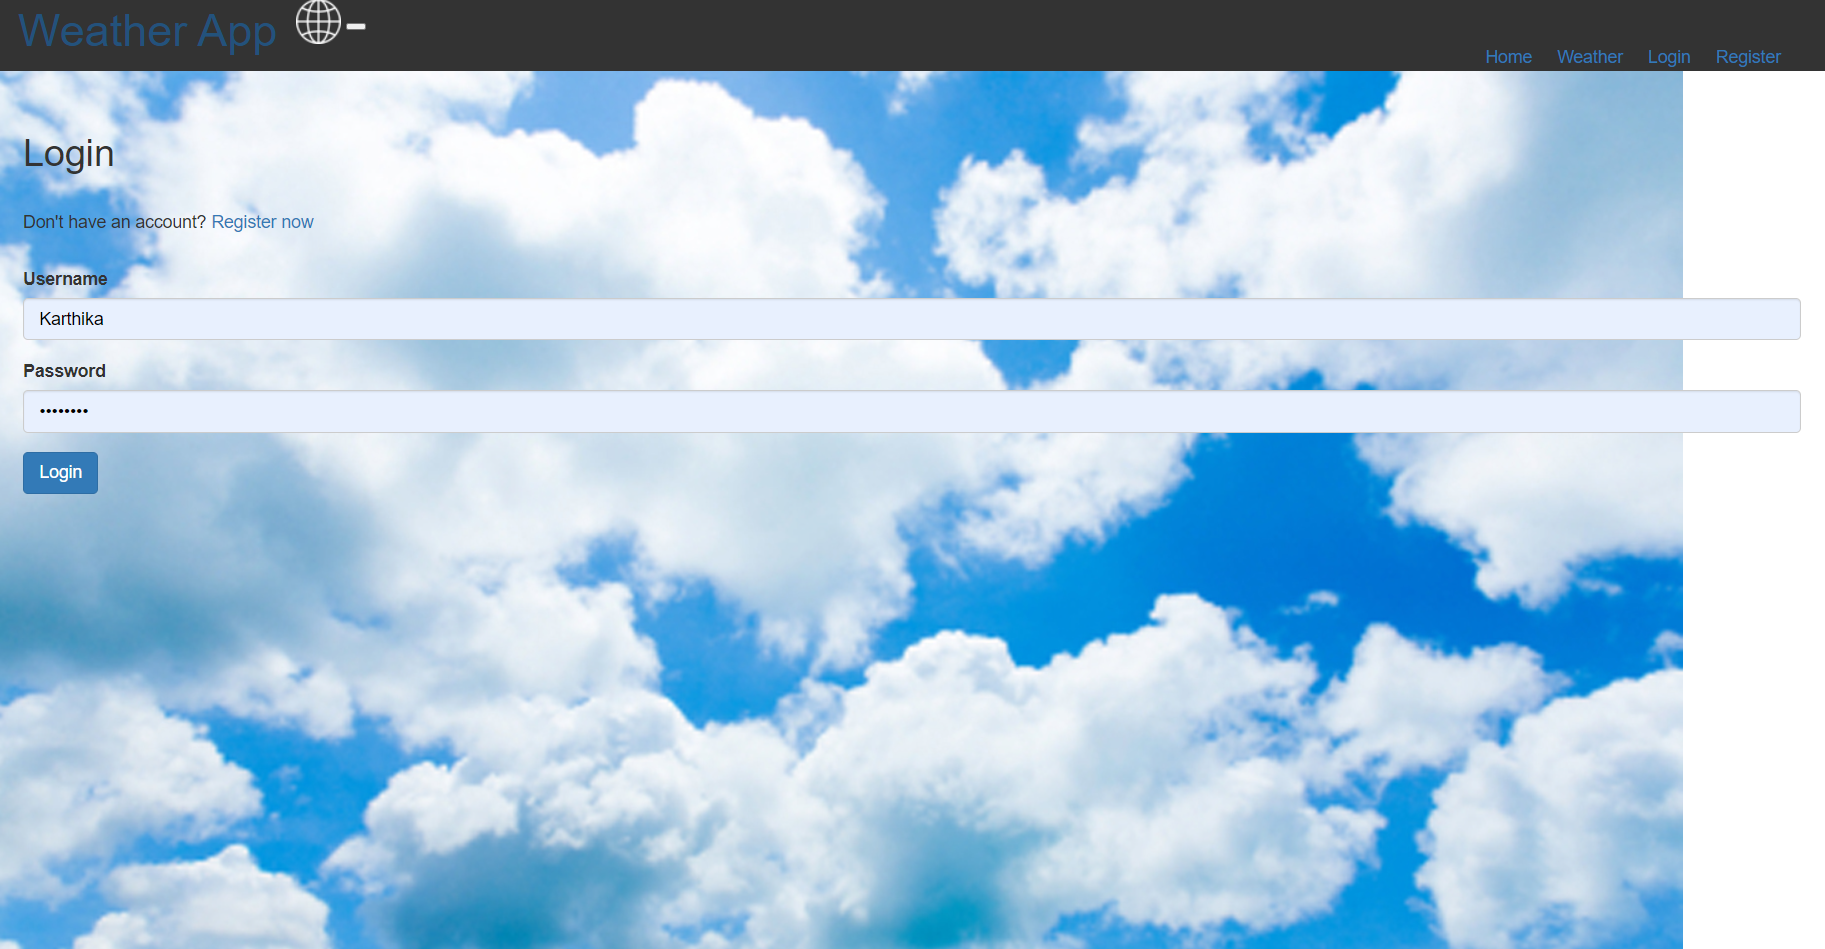 Weather App
Home Weather Login Register
Login
Don't have an account? Register now
Username
Karthika
Password
••••••••
Login